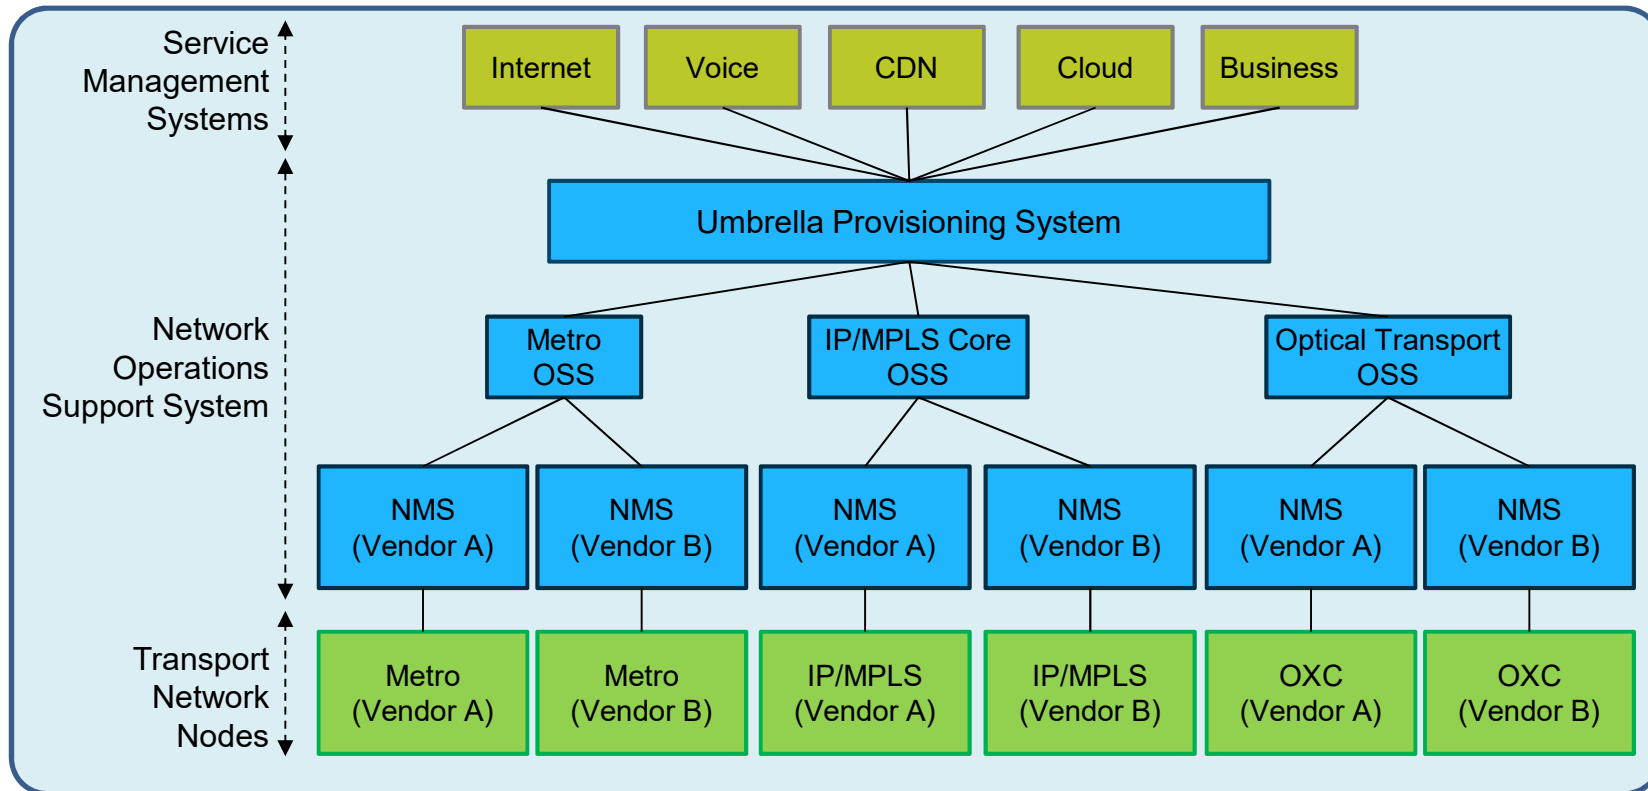 Service
Management
Systems
Internet
Voice
CDN
Cloud
Business
Umbrella Provisioning System
Network
Operations
Support System
Metro
OSS
IP/MPLS Core
OSS
Optical Transport
OSS
NMS
(Vendor A)
NMS
(Vendor B)
NMS
(Vendor A)
NMS
(Vendor B)
NMS
(Vendor A)
NMS
(Vendor B)
Transport
Network
Nodes
Metro
(Vendor A)
Metro
(Vendor B)
IP/MPLS
(Vendor A)
IP/MPLS
(Vendor B)
OXC
(Vendor A)
OXC
(Vendor B)